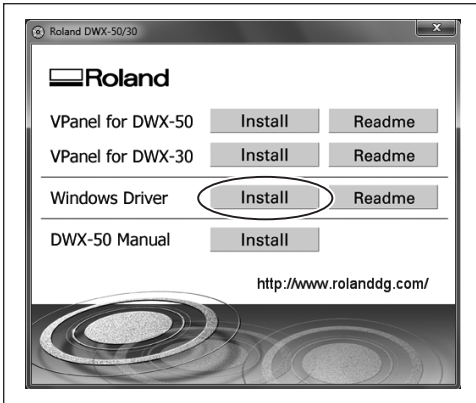 Roland DWX-50/30
Roland
VPanel for DWX-50 Install Readme
VPanel for DWX-30 Install Readme
Windows Driver Install Readme
DWX-50 Manual Install
http://www.rolanddg.com/